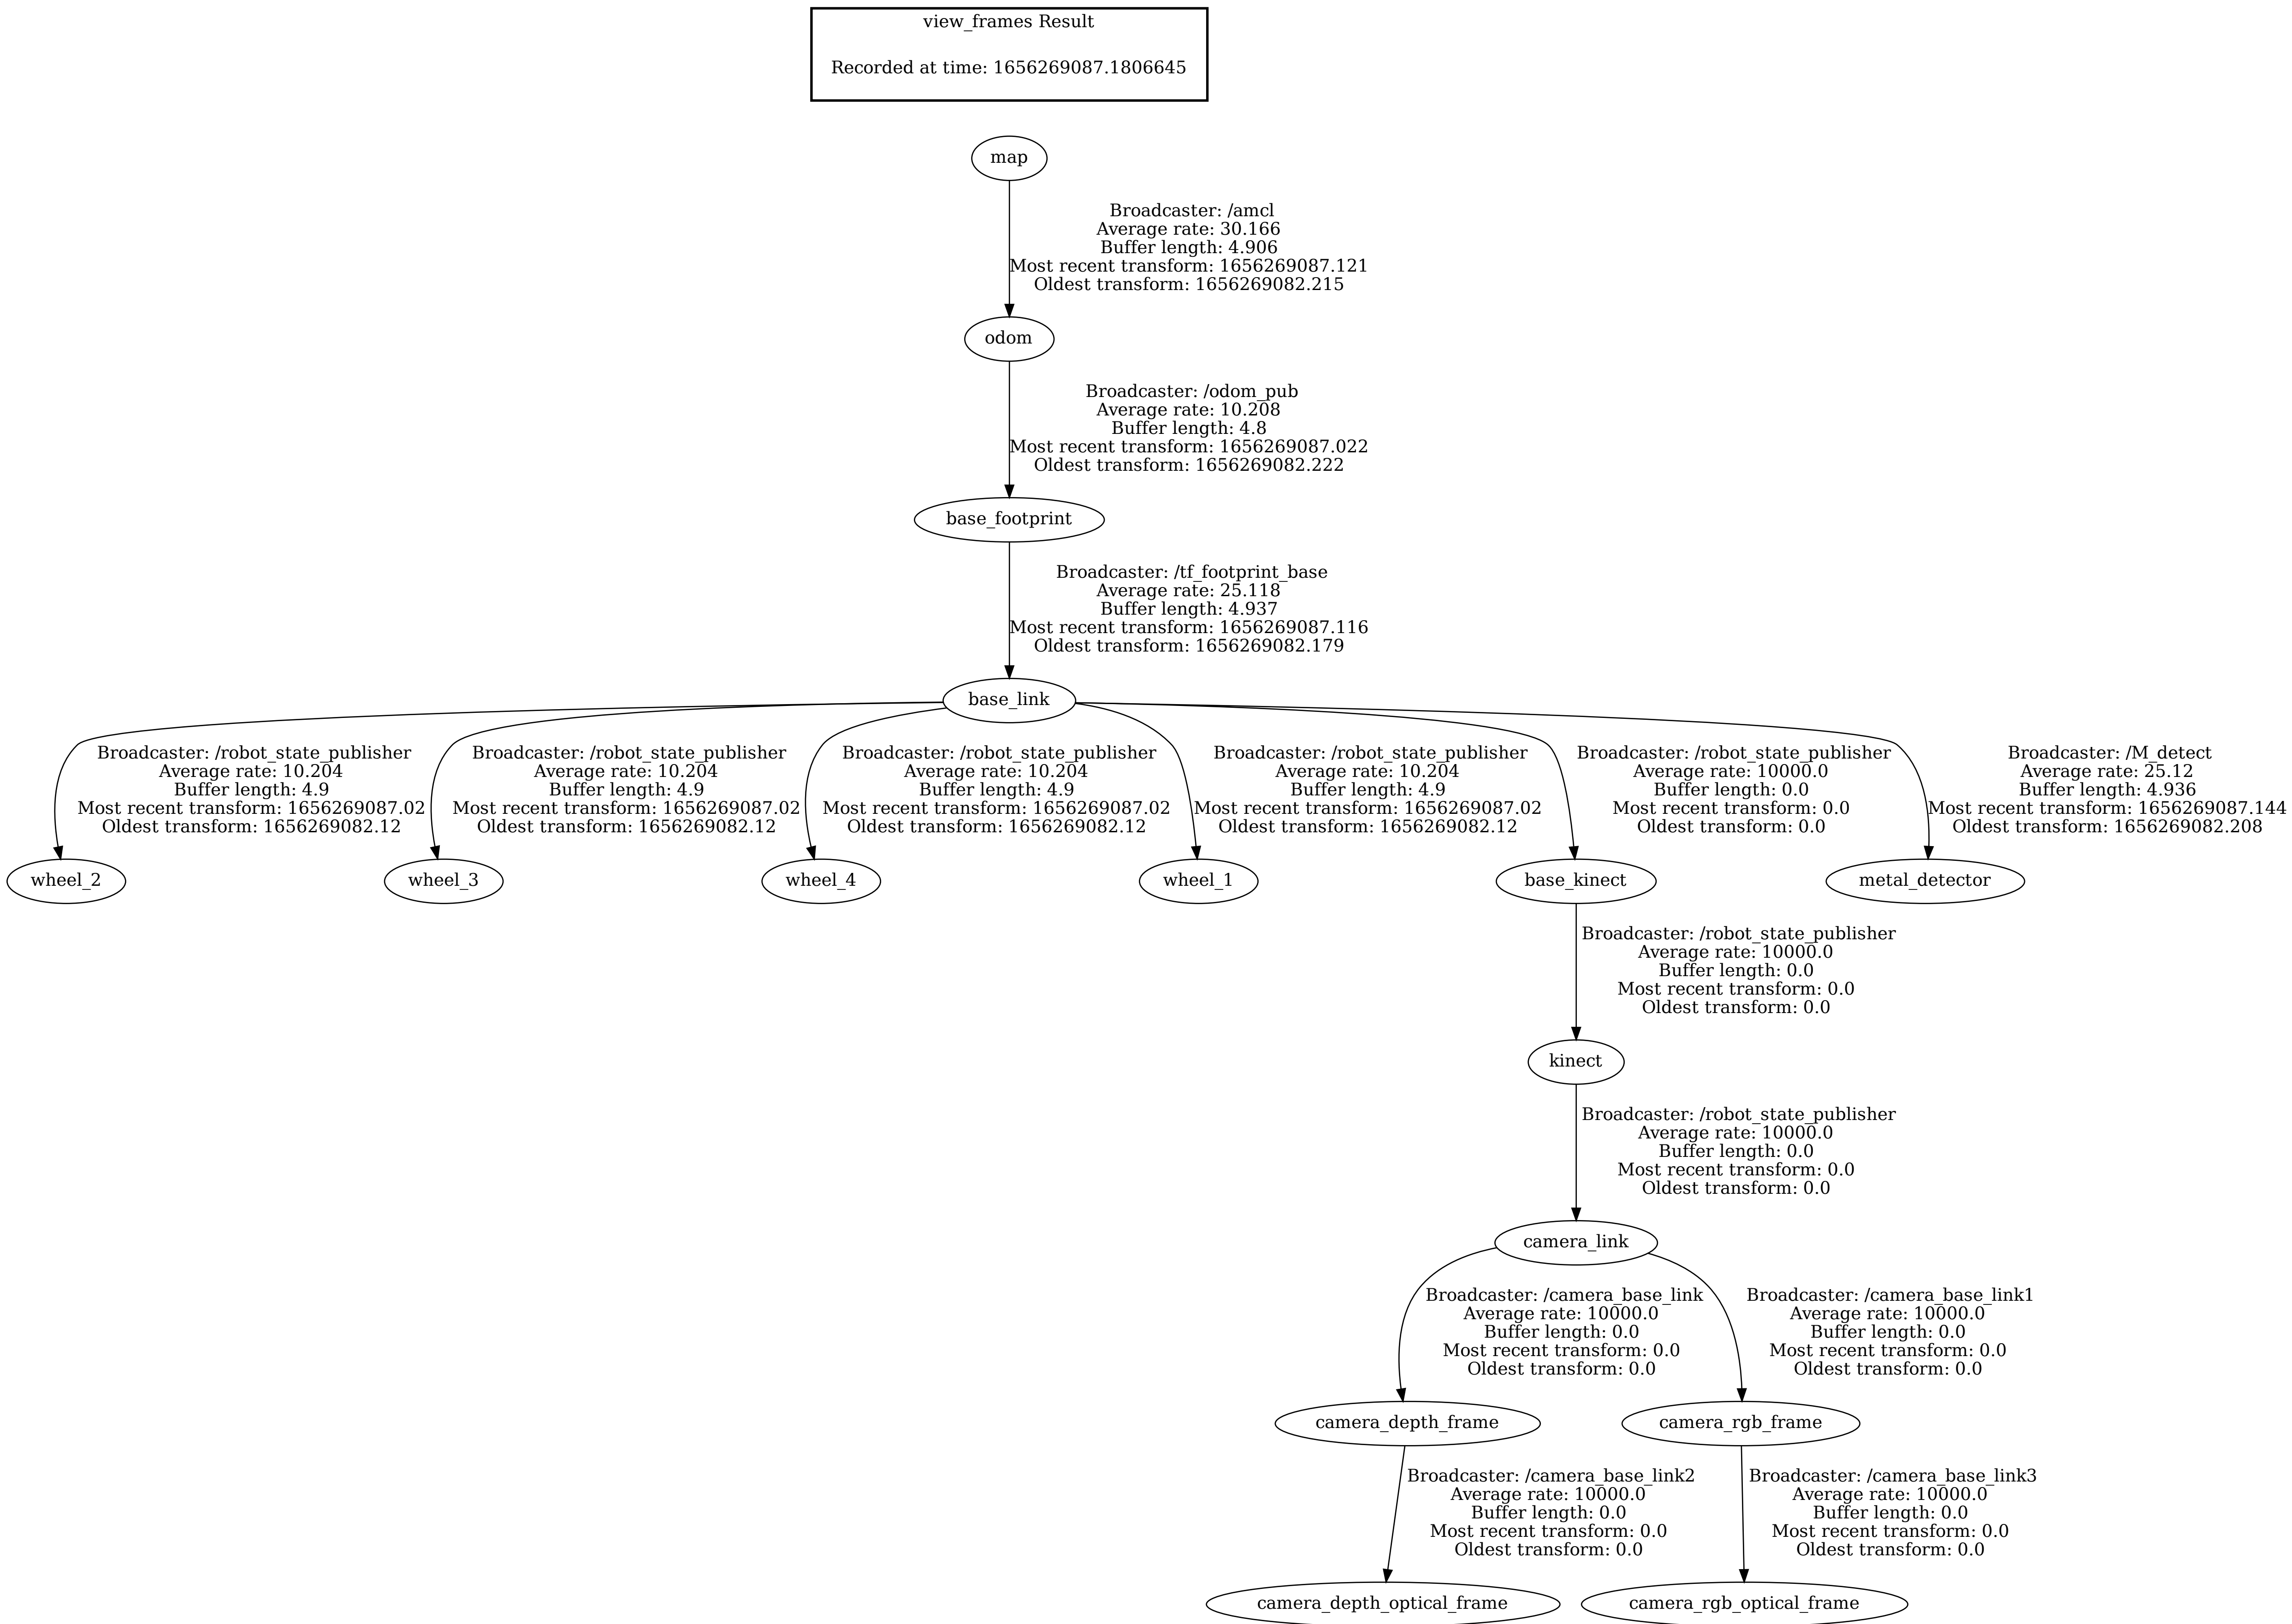 view_frames Result
Recorded at time: 1656269087.1806645
map
Broadcaster: /amcl
Average rate: 30.166
Buffer length: 4.906
Most recent transform: 1656269087.121
Oldest transform: 1656269082.215
odom
Broadcaster: /odom_pub
Average rate: 10.208
Buffer length: 4.8
Most recent transform: 1656269087.022
Oldest transform: 1656269082.222
base_footprint
Broadcaster: /tf_footprint_base
Average rate: 25.118
Buffer length: 4.937
Most recent transform: 1656269087.116
Oldest transform: 1656269082.179
base_link
Broadcaster: /robot_state_publisher
Average rate: 10.204
Buffer length: 4.9
Most recent transform: 1656269087.02
Oldest transform: 1656269082.12
Broadcaster: /robot_state_publisher
Average rate: 10.204
Buffer length: 4.9
Most recent transform: 1656269087.02
Oldest transform: 1656269082.12
Broadcaster: /robot_state_publisher
Average rate: 10.204
Buffer length: 4.9
Most recent transform: 1656269087.02
Oldest transform: 1656269082.12
Broadcaster: /robot_state_publisher
Average rate: 10.204
Buffer length: 4.9
Most recent transform: 1656269087.02
Oldest transform: 1656269082.12
Broadcaster: /robot_state_publisher
Average rate: 10000.0
Buffer length: 0.0
Most recent transform: 0.0
Oldest transform: 0.0
Broadcaster: /M_detect
Average rate: 25.12
Buffer length: 4.936
Most recent transform: 1656269087.144
Oldest transform: 1656269082.208
wheel_2
wheel_3
wheel_4
wheel_1
base_kinect
metal_detector
Broadcaster: /robot_state_publisher
Average rate: 10000.0
Buffer length: 0.0
Most recent transform: 0.0
Oldest transform: 0.0
kinect
Broadcaster: /robot_state_publisher
Average rate: 10000.0
Buffer length: 0.0
Most recent transform: 0.0
Oldest transform: 0.0
camera_link
Broadcaster: /camera_base_link
Average rate: 10000.0
Buffer length: 0.0
Most recent transform: 0.0
Oldest transform: 0.0
Broadcaster: /camera_base_link1
Average rate: 10000.0
Buffer length: 0.0
Most recent transform: 0.0
Oldest transform: 0.0
camera_depth_frame
camera_rgb_frame
Broadcaster: /camera_base_link2
Average rate: 10000.0
Buffer length: 0.0
Most recent transform: 0.0
Oldest transform: 0.0
Broadcaster: /camera_base_link3
Average rate: 10000.0
Buffer length: 0.0
Most recent transform: 0.0
Oldest transform: 0.0
camera_depth_optical_frame
camera_rgb_optical_frame